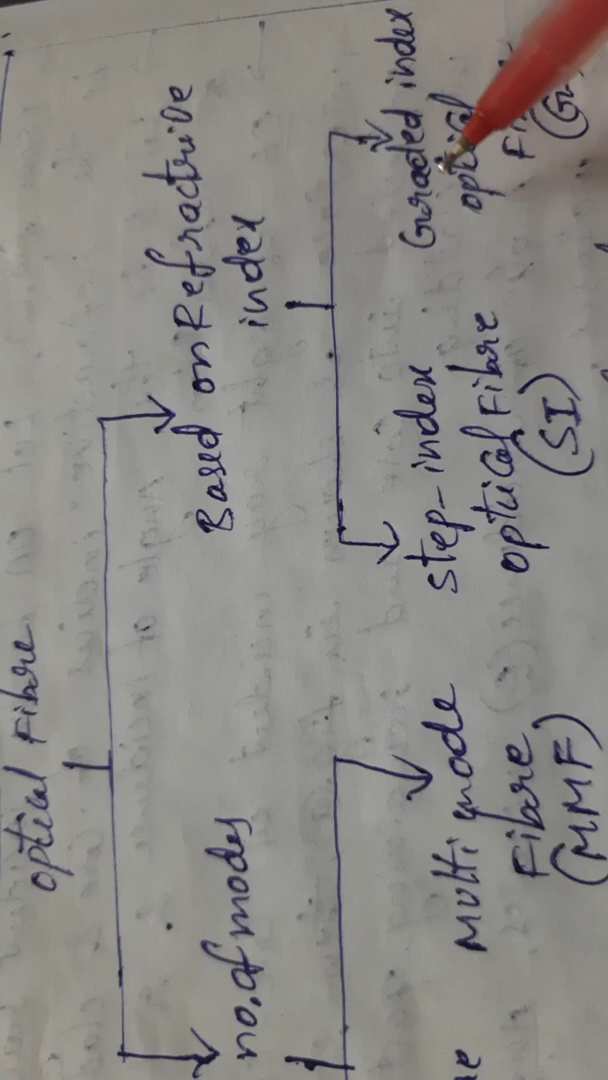 optical Fibre
no. of modes
Based on Refractive
index
Multi mode
Fibre
(MMF)
step-index
optical Fibre
(SI)
Graded index
optical